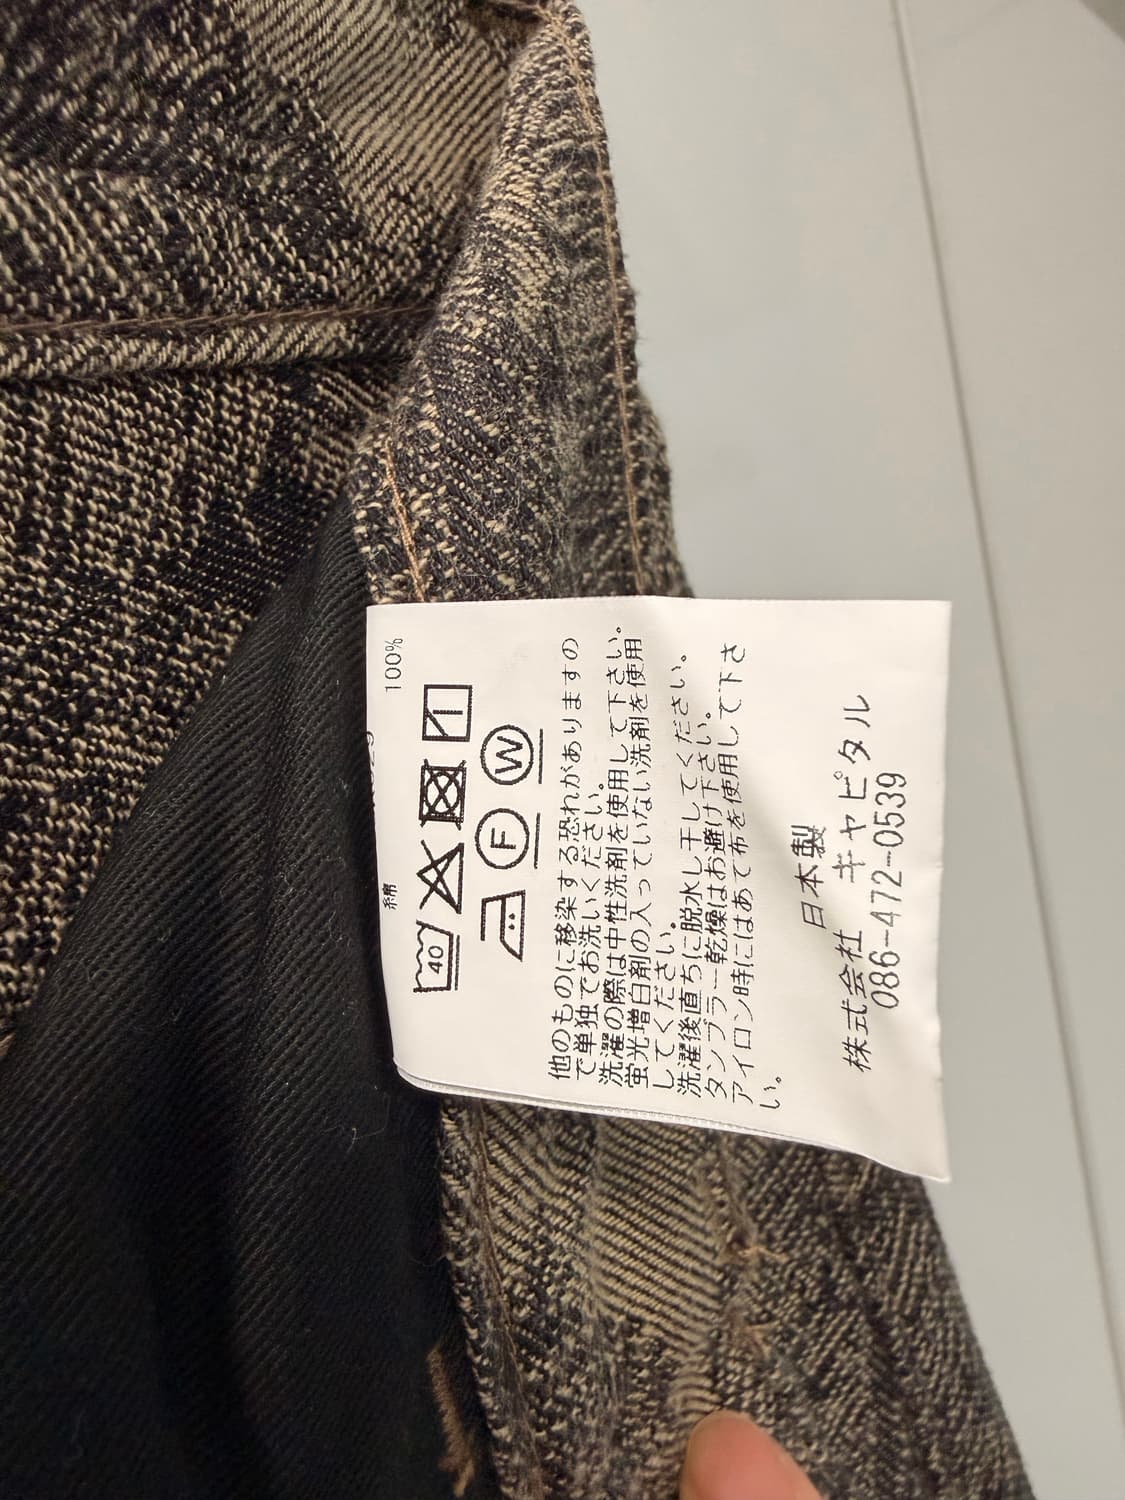 綿 100%
40
F W
他のものに移染する恐れがありますの
で単独でお洗いください。
洗濯の際は中性洗剤を使用して下さい。
蛍光増白剤の入っていない洗剤を使用
してください。
洗濯後直ちに脱水し干してください。
タンブラー乾燥はお避け下さい。
アイロン時にはあて布を使用して下さ
い。
日本製
株式会社 キャピタル
086-472-0539